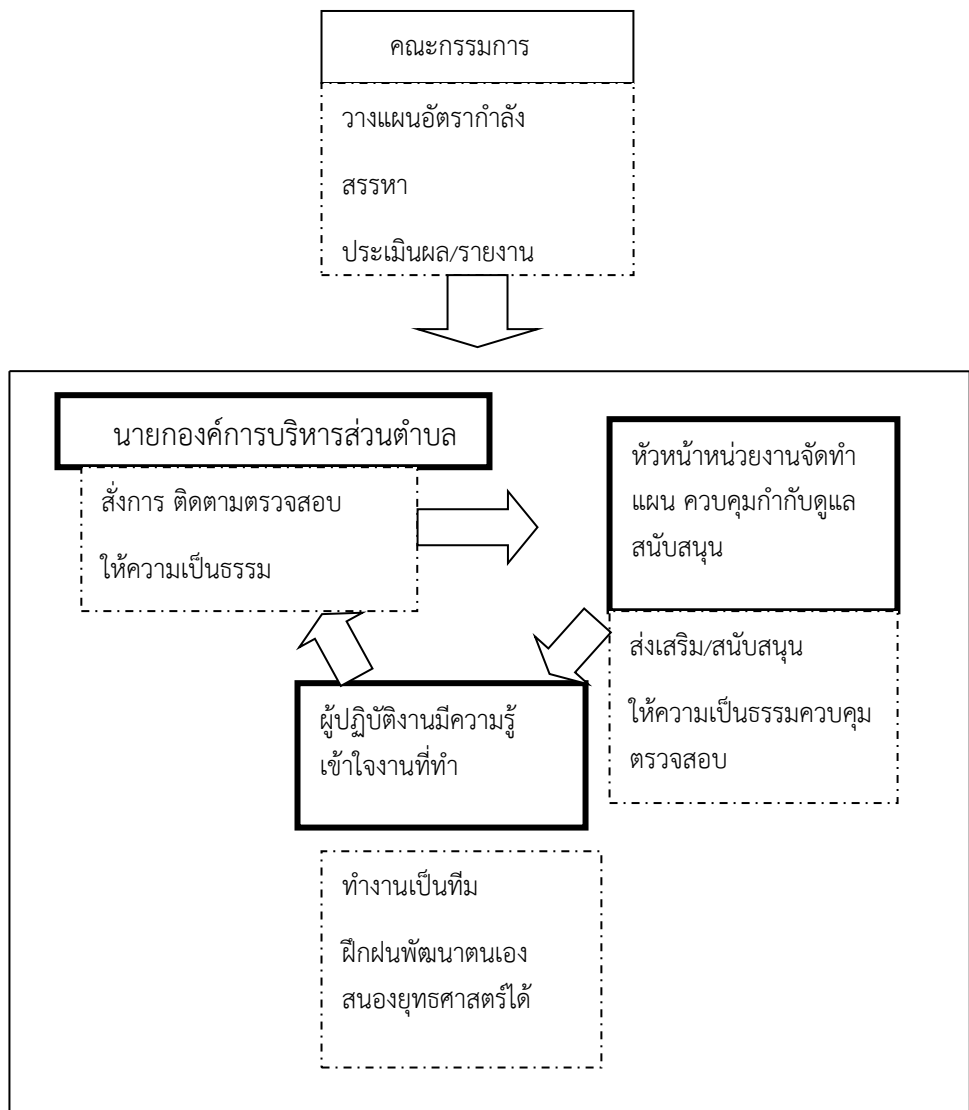 คณะกรรมการ
วางแผนอัตรากำลัง
สรรหา
ประเมินผล/รายงาน
นายกองค์การบริหารส่วนตำบล
สั่งการ ติดตามตรวจสอบ
ให้ความเป็นธรรม
หัวหน้าหน่วยงานจัดทำ
แผน ควบคุมกำกับดูแล
สนับสนุน
ส่งเสริม/สนับสนุน
ให้ความเป็นธรรมควบคุม
ตรวจสอบ
ผู้ปฏิบัติงานมีความรู้
เข้าใจงานที่ทำ
ทำงานเป็นทีม
ฝึกฝนพัฒนาตนเอง
สนองยุทธศาสตร์ได้